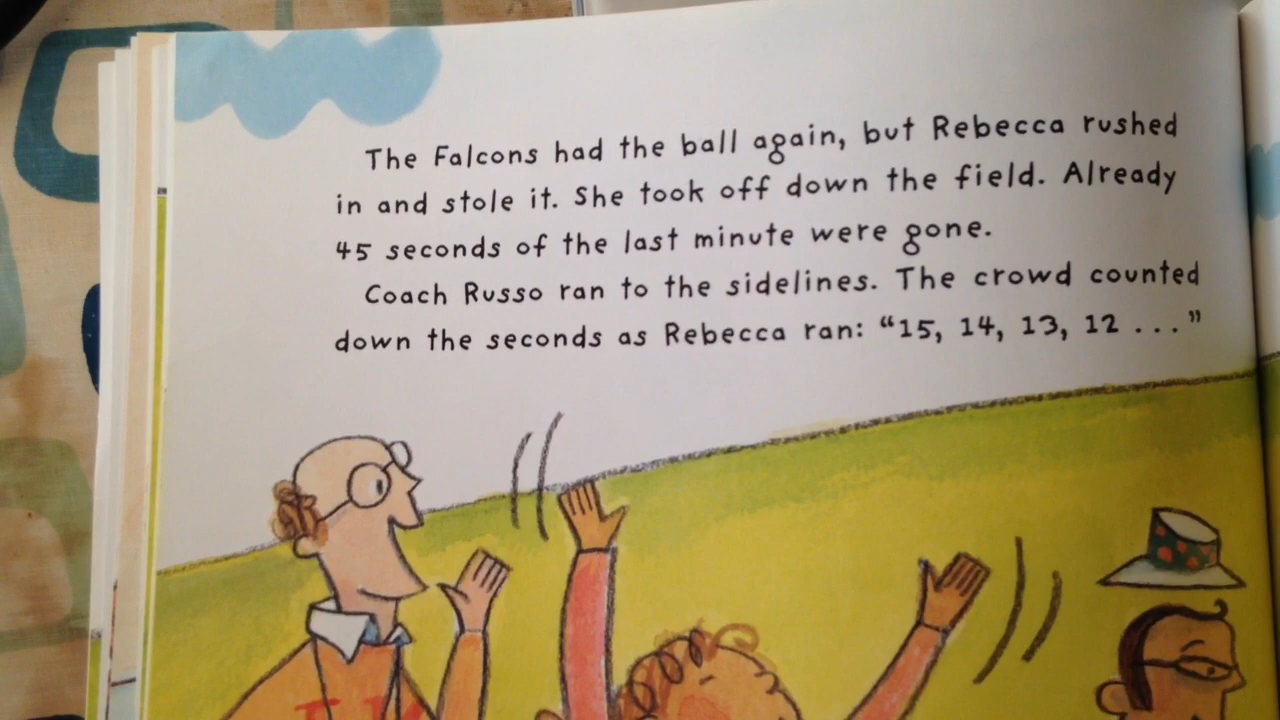 The Falcons had the ball again, but Rebecca rushed
in and stole it. She took off down the field. Already
45 seconds of the last minute were gone.
Coach Russo ran to the sidelines. The crowd counted
down the seconds as Rebecca ran: “15, 14, 13, 12 . . .”